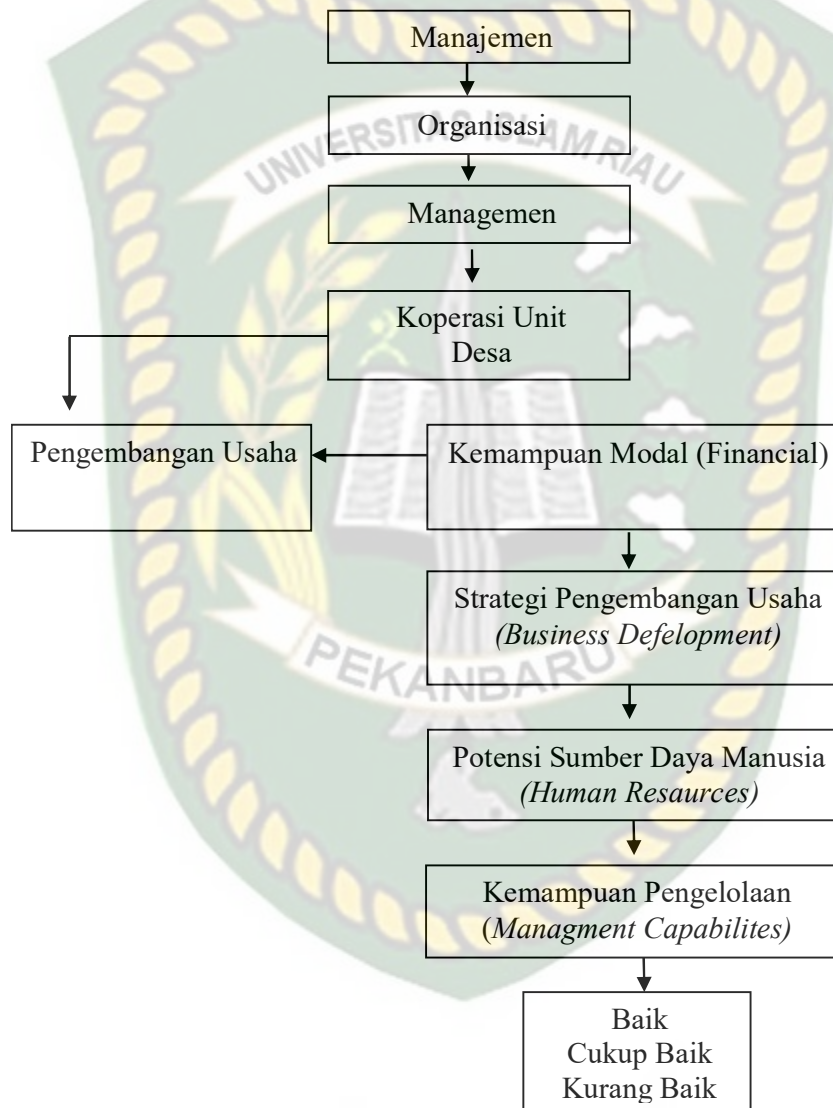 Manajemen
Organisasi
UNIVERSITAS ISLAM RIAU
Managemen
Koperasi Unit
Desa
Pengembangan Usaha
Kemampuan Modal (Financial)
Strategi Pengembangan Usaha
(Business Defelopment)
PEKANBARU
Potensi Sumber Daya Manusia
(Human Resaurces)
Kemampuan Pengelolaan
(Managment Capabilites)
Baik
Cukup Baik
Kurang Baik